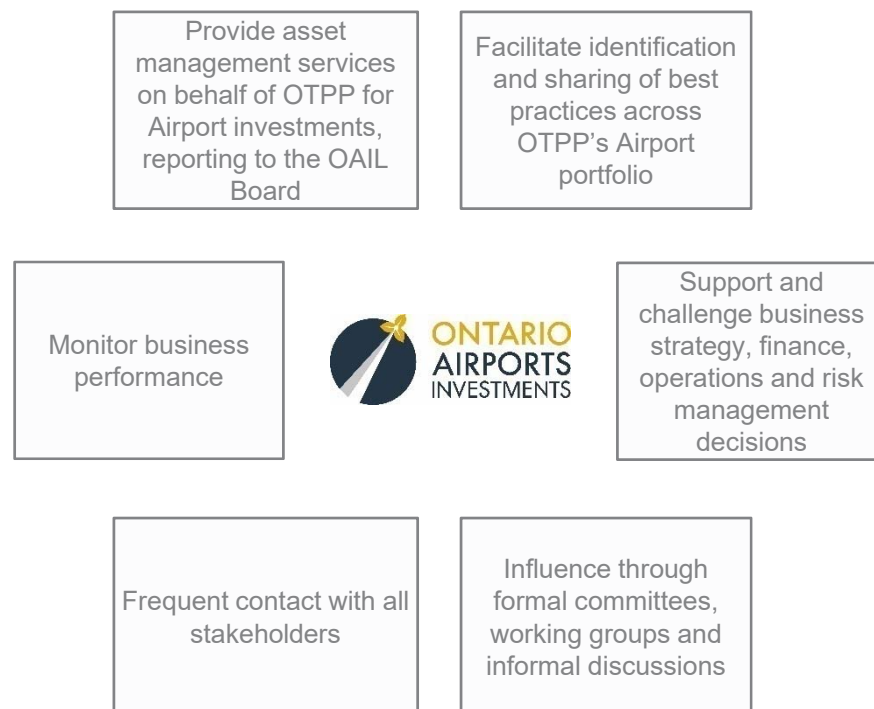 Provide asset
management services
on behalf of OTPP for
Airport investments,
reporting to the OAIL
Board
Facilitate identification
and sharing of best
practices across
OTPP’s Airport
portfolio
Monitor business
performance
ONTARIO
AIRPORTS
INVESTMENTS
Support and
challenge business
strategy, finance,
operations and risk
management
decisions
Frequent contact with all
stakeholders
Influence through
formal committees,
working groups and
informal discussions